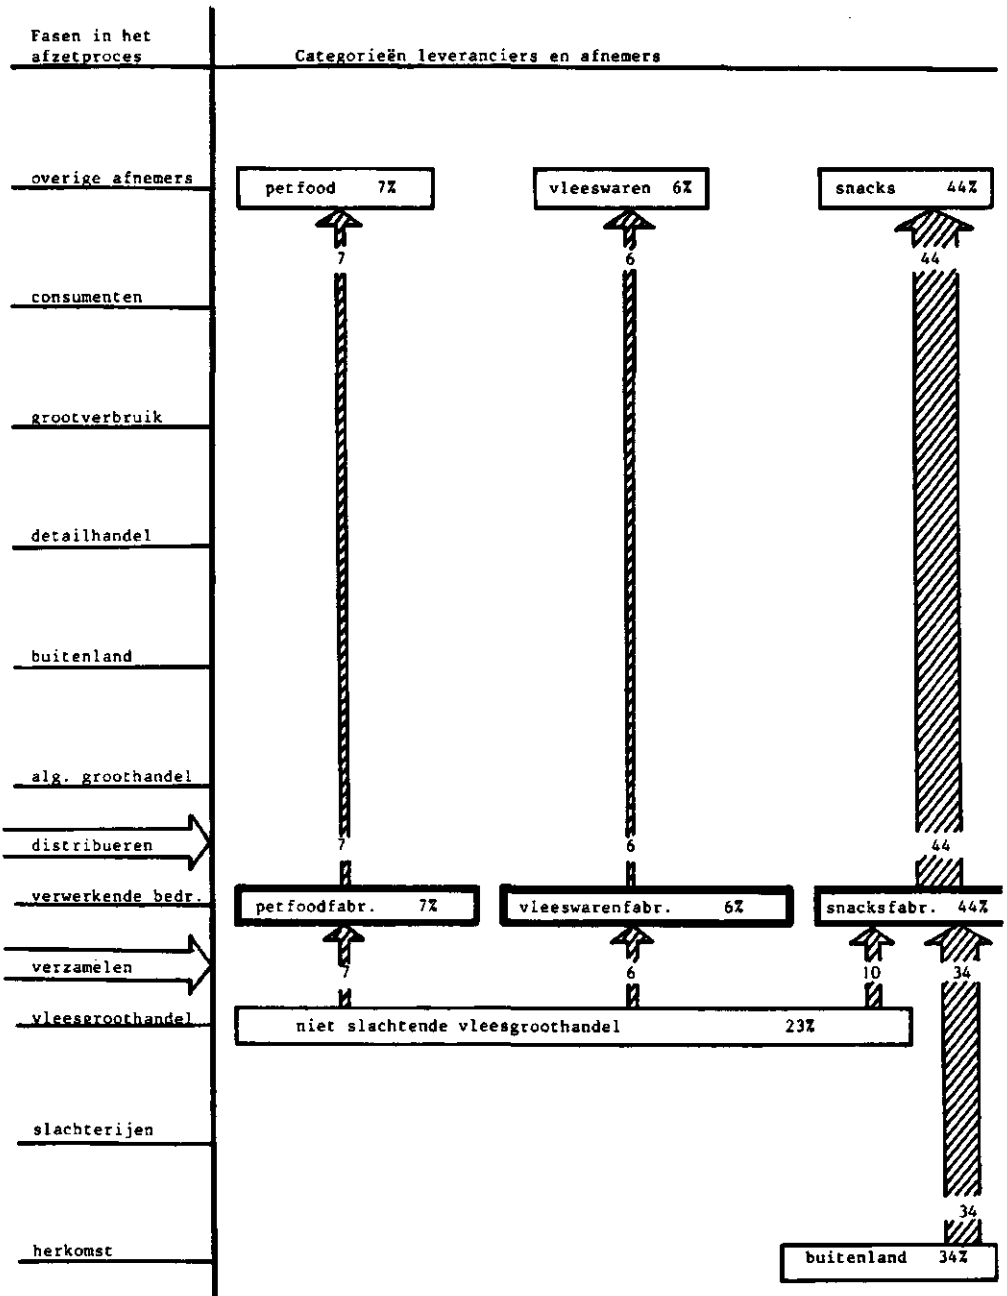 Fasen in het
afzetproces
Categorieën leveranciers en afnemers
overige afnemers
petfood 7%
vleeswaren 6%
snacks 44%
7
6
44
consumenten
grootverbruik
detailhandel
buitenland
alg. groothandel
distribueren
7
6
44
verwerkende bedr.
petfoodfabr. 7%
vleeswarenfabr. 6%
snacksfabr. 44%
verzamelen
7
6
10
34
vleesgroothandel
niet slachtende vleesgroothandel 23%
slachterijen
34
herkomst
buitenland 34%